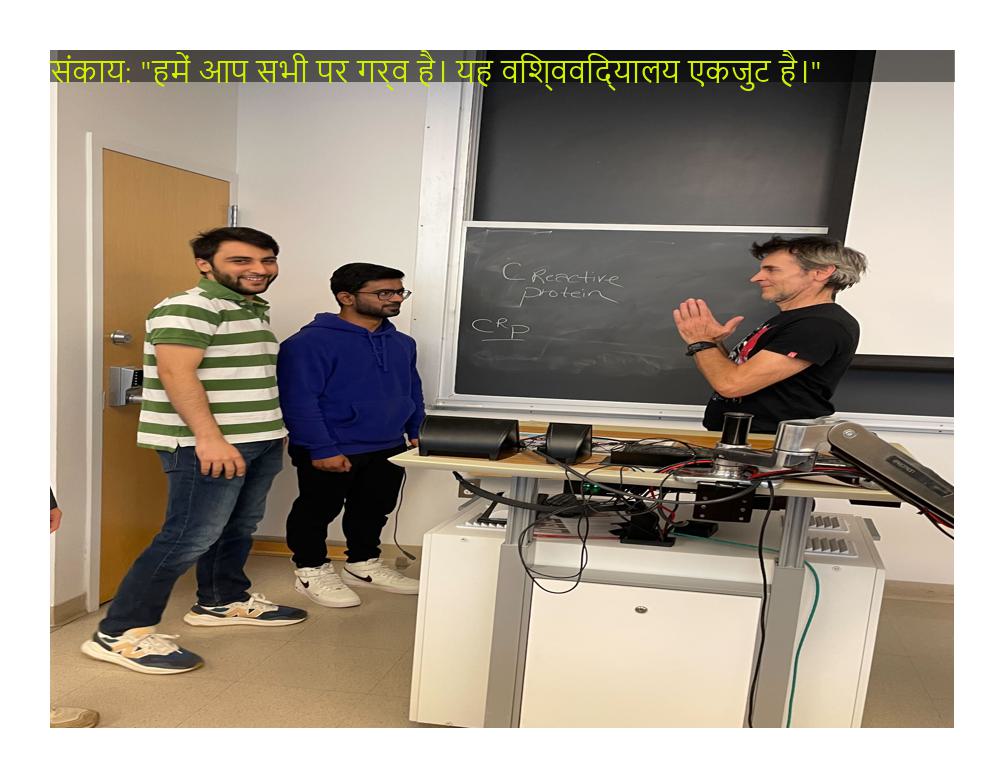 संकाय: "हमें आप सभी पर गर्व है। यह विश्वविद्यालय एकजुट है।"
C Reactive
protein
CRP